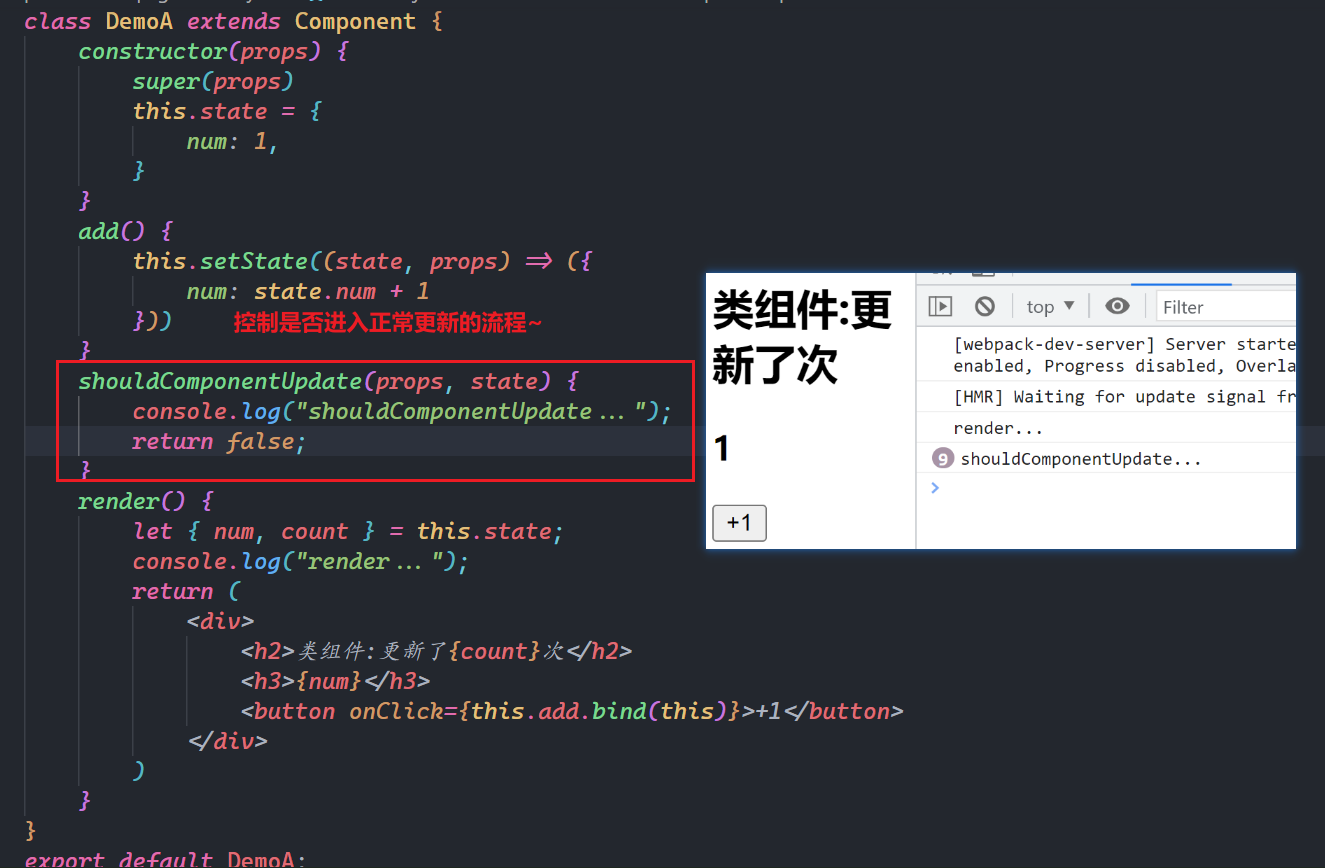 class DemoA extends Component {
constructor(props) {
super(props)
this.state = {
num: 1,
}
}
add() {
this.setState((state, props) => ({
num: state.num + 1
}))
控制是否进入正常更新的流程~
}
shouldComponentUpdate(props, state) {
console.log("shouldComponentUpdate...");
return false;
}
render() {
let { num, count } = this.state;
console.log("render...");
return (
<div>
<h2>类组件:更新了{count}次</h2>
<h3>{num}</h3>
<button onClick={this.add.bind(this)}>+1</button>
</div>
)
}
}
export default DemoA;
类组件:更
新了次
1
+1
top ▼
Filter
[webpack-dev-server] Server starte
enabled, Progress disabled, Overla
[HMR] Waiting for update signal fr
render...
9 shouldComponentUpdate...
>